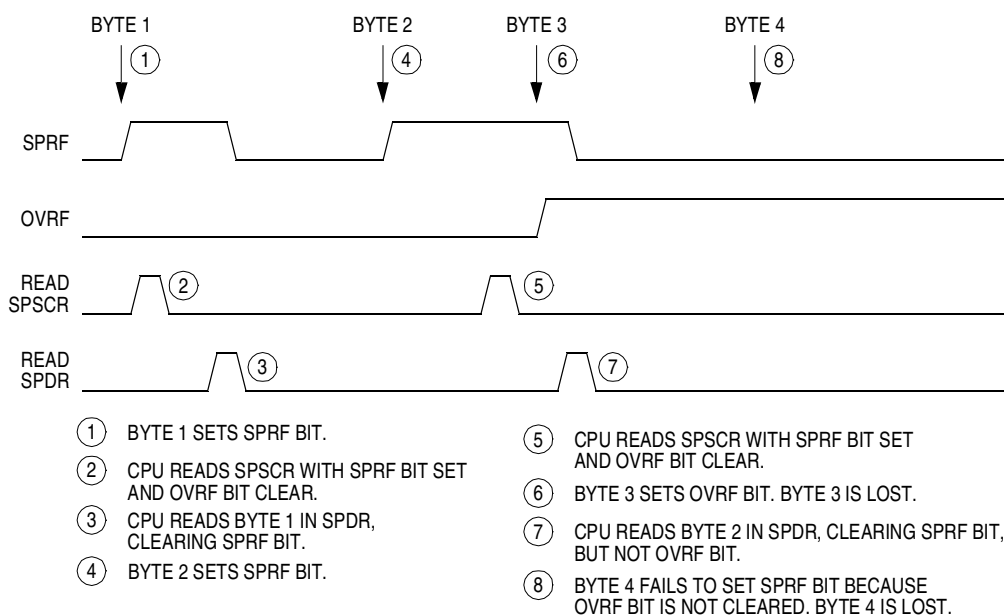 BYTE 1 BYTE 2 BYTE 3 BYTE 4
1 4 6 8
SPRF
OVRF
READ
SPSCR
2 5
READ
SPDR
3 7
1 BYTE 1 SETS SPRF BIT.
2 CPU READS SPSCR WITH SPRF BIT SET
AND OVRF BIT CLEAR.
3 CPU READS BYTE 1 IN SPDR,
CLEARING SPRF BIT.
4 BYTE 2 SETS SPRF BIT.
5 CPU READS SPSCR WITH SPRF BIT SET
AND OVRF BIT CLEAR.
6 BYTE 3 SETS OVRF BIT. BYTE 3 IS LOST.
7 CPU READS BYTE 2 IN SPDR, CLEARING SPRF BIT,
BUT NOT OVRF BIT.
8 BYTE 4 FAILS TO SET SPRF BIT BECAUSE
OVRF BIT IS NOT CLEARED. BYTE 4 IS LOST.